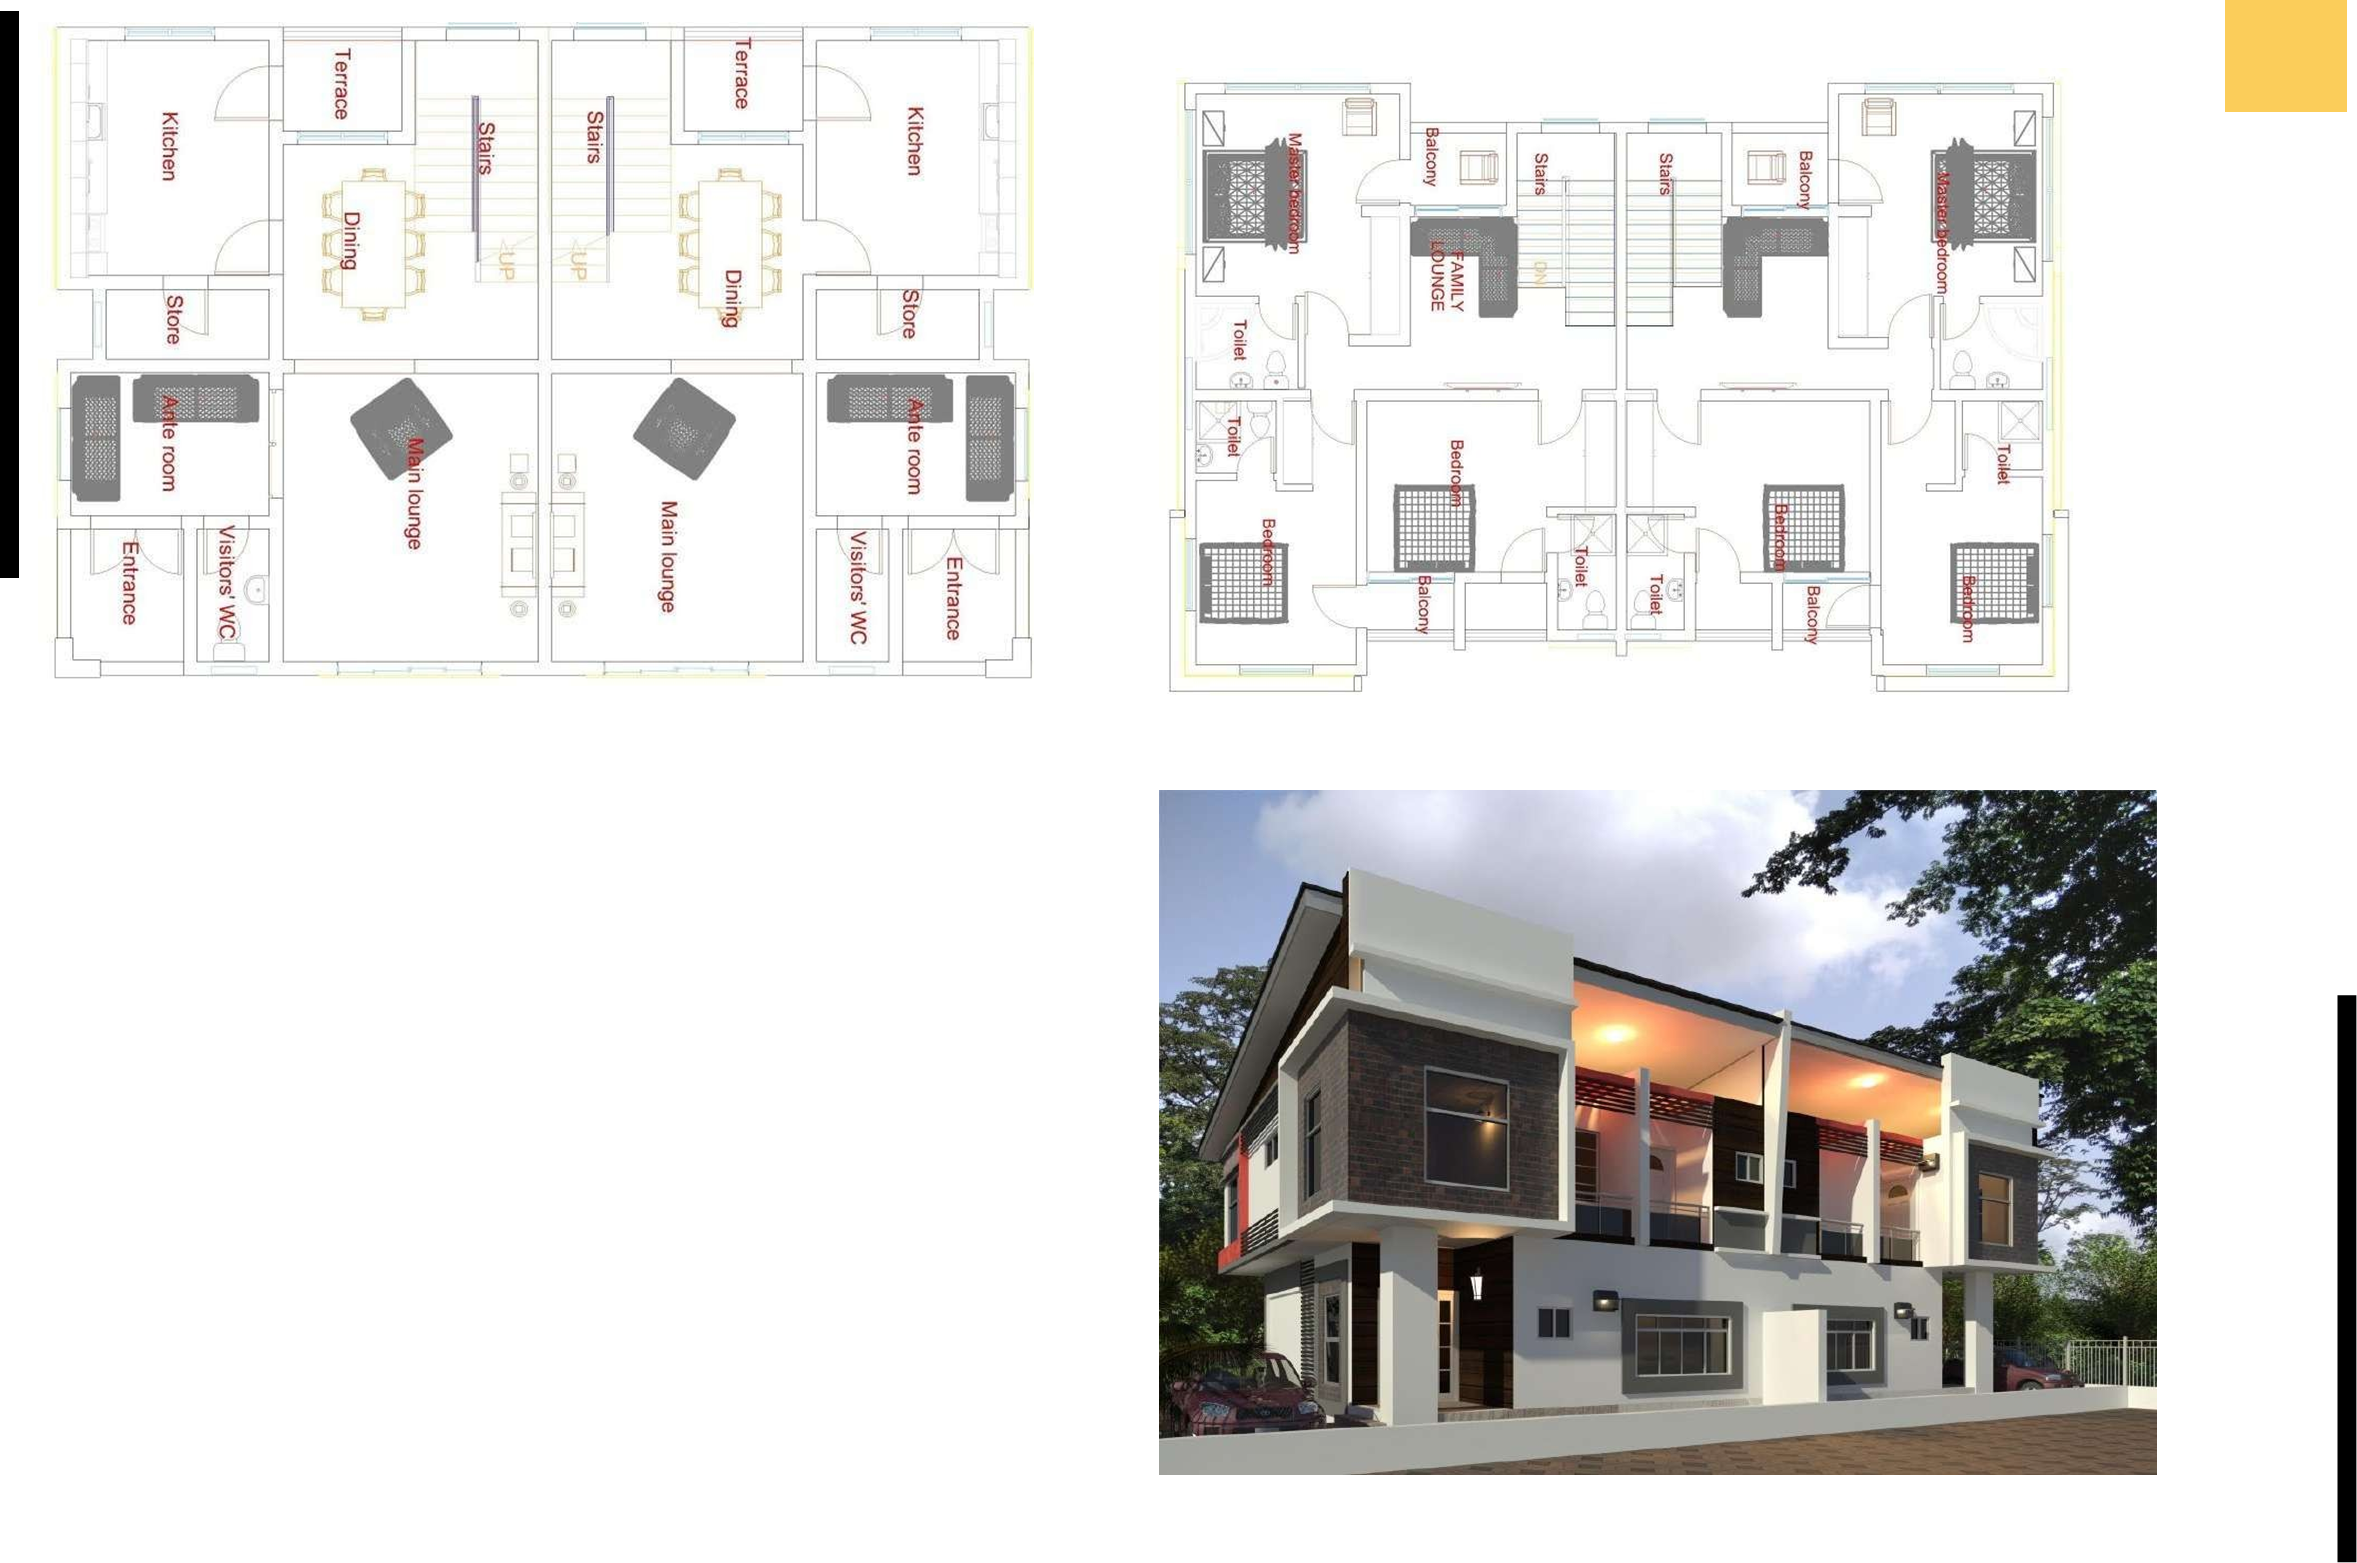 Terrace
Terrace
Kitchen
Stairs
Stairs
Kitchen
Dining
Dining
UP
UP
Store
Store
Ante room
Main lounge
Main lounge
Ante room
Entrance
Visitors' WC
Visitors' WC
Entrance
Master bedroom
Balcony
Stairs
Stairs
Balcony
Master bedroom
FAMILY
LOUNGE
DN
Toilet
Toilet
Bedroom
Bedroom
Toilet
Bedroom
Balcony
Toilet
Toilet
Balcony
Bedroom